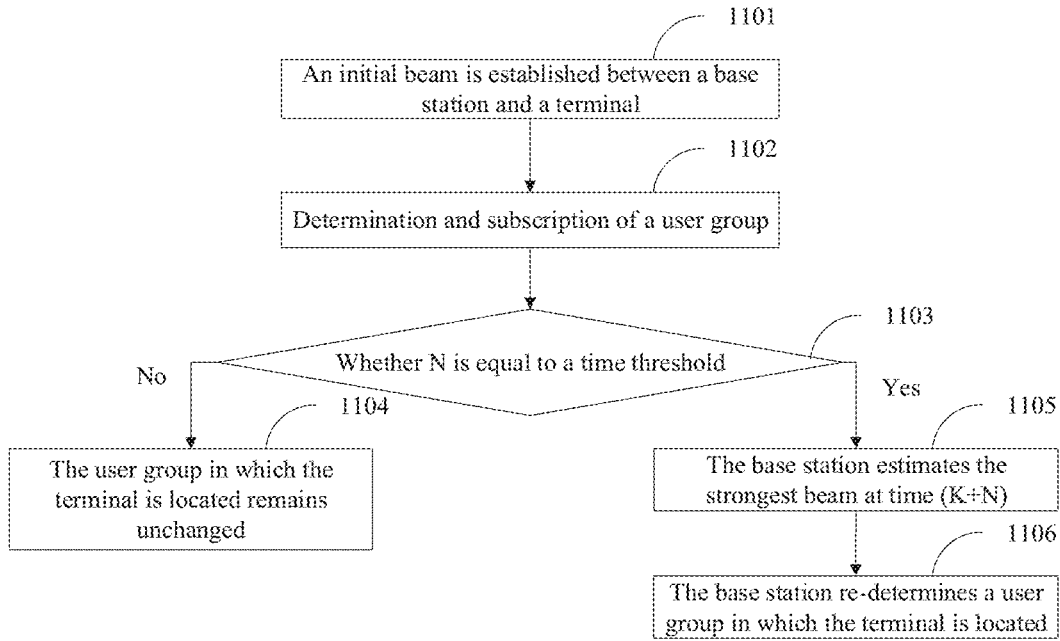 1101
An initial beam is established between a base
station and a terminal
1102
Determination and subscription of a user group
1103
Whether N is equal to a time threshold
No
Yes
1104
The user group in which the
terminal is located remains
unchanged
1105
The base station estimates the
strongest beam at time (K+N)
1106
The base station re-determines a user
group in which the terminal is located